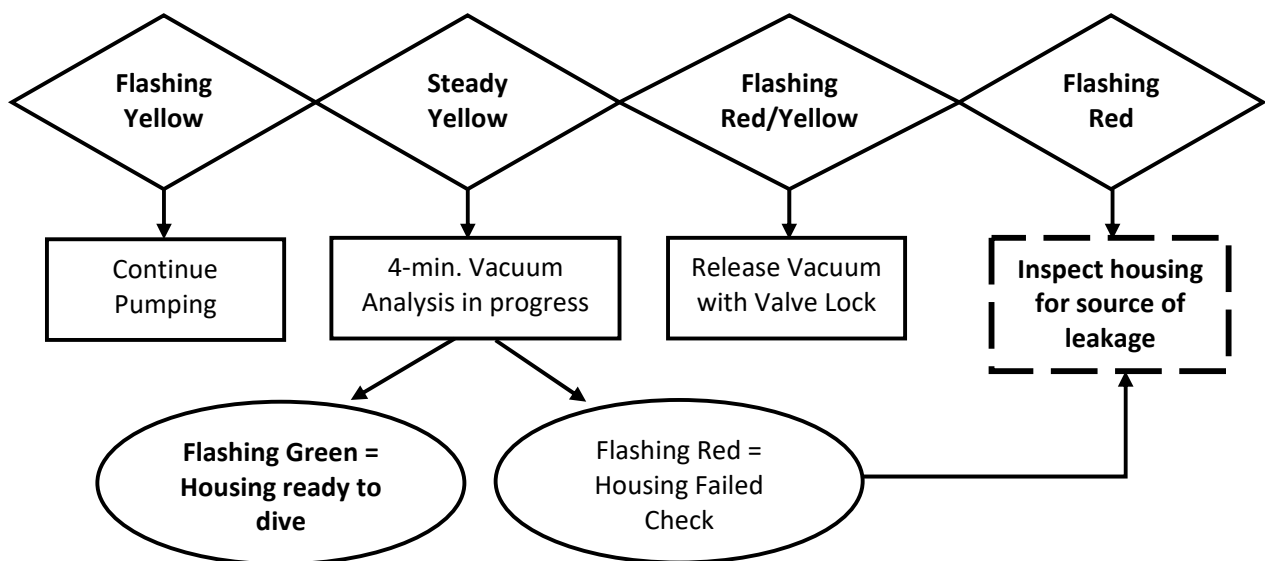 Flashing
Yellow
Steady
Yellow
Flashing
Red/Yellow
Flashing
Red
Continue
Pumping
4-min. Vacuum
Analysis in progress
Release Vacuum
with Valve Lock
Inspect housing
for source of
leakage
Flashing Green =
Housing ready to
dive
Flashing Red =
Housing Failed
Check